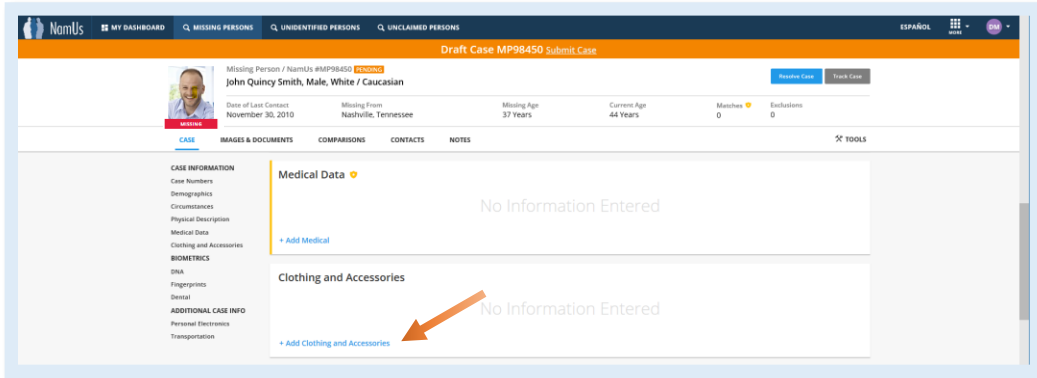 NamUs MY DASHBOARD MISSING PERSONS UNIDENTIFIED PERSONS UNCLAIMED PERSONS ESPAÑOL MORE DM
Draft Case MP98450 Submit Case
Missing Person / NamUs #MP98450 PENDING
John Quincy Smith, Male, White / Caucasian
Resolve Case Track Case
Date of Last Contact Missing From Missing Age Current Age Matches Exclusions
November 30, 2010 Nashville, Tennessee 37 Years 44 Years 0 0
MISSING
CASE IMAGES & DOCUMENTS COMPARISONS CONTACTS NOTES TOOLS
CASE INFORMATION
Case Numbers
Demographics
Circumstances
Physical Description
Medical Data
Clothing and Accessories
BIOMETRICS
DNA
Fingerprints
Dental
ADDITIONAL CASE INFO
Personal Electronics
Transportation
Medical Data
No Information Entered
+ Add Medical
Clothing and Accessories
No Information Entered
+ Add Clothing and Accessories